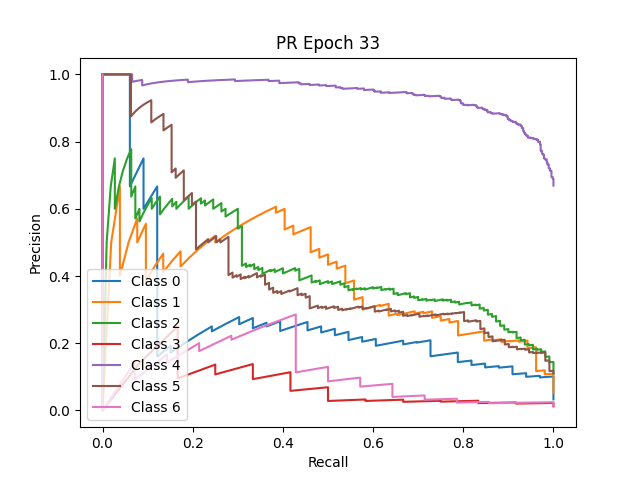 PR Epoch 33
1.0
0.8
0.6
0.4
0.2
0.0
Precision
Class 0
Class 1
Class 2
Class 3
Class 4
Class 5
Class 6
0.0 0.2 0.4 0.6 0.8 1.0
Recall